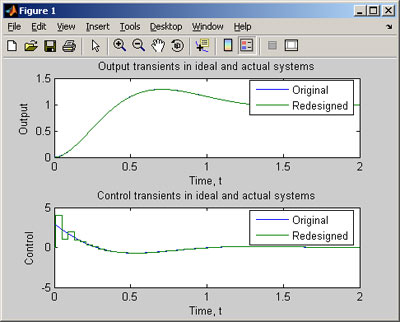 Figure 1
File Edit View Insert Tools Desktop Window Help
Output transients in ideal and actual systems
1.5
1
0.5
0
Output
Original
Redesigned
0 0.5 1 1.5 2
Time, t
Control transients in ideal and actual systems
5
0
-5
Control
Original
Redesigned
0 0.5 1 1.5 2
Time, t